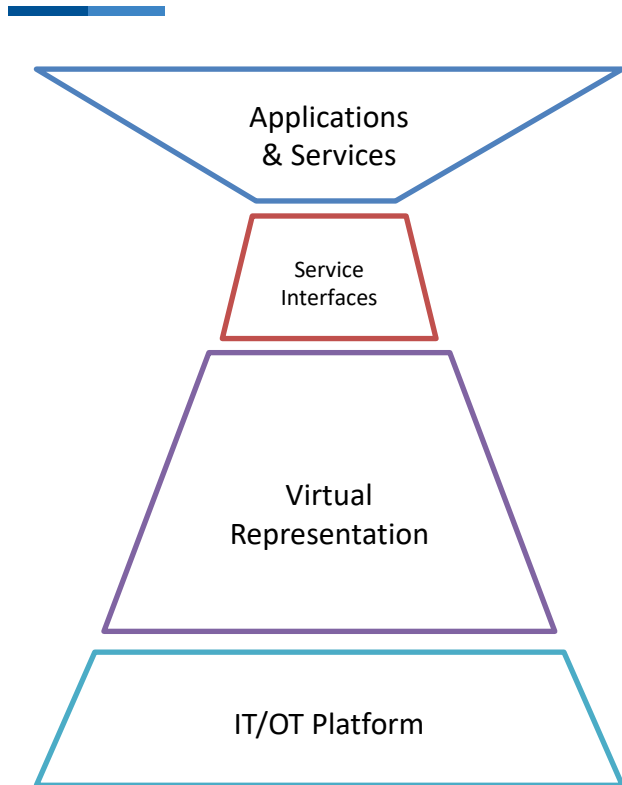 Applications
& Services
Service
Interfaces
Virtual
Representation
IT/OT Platform